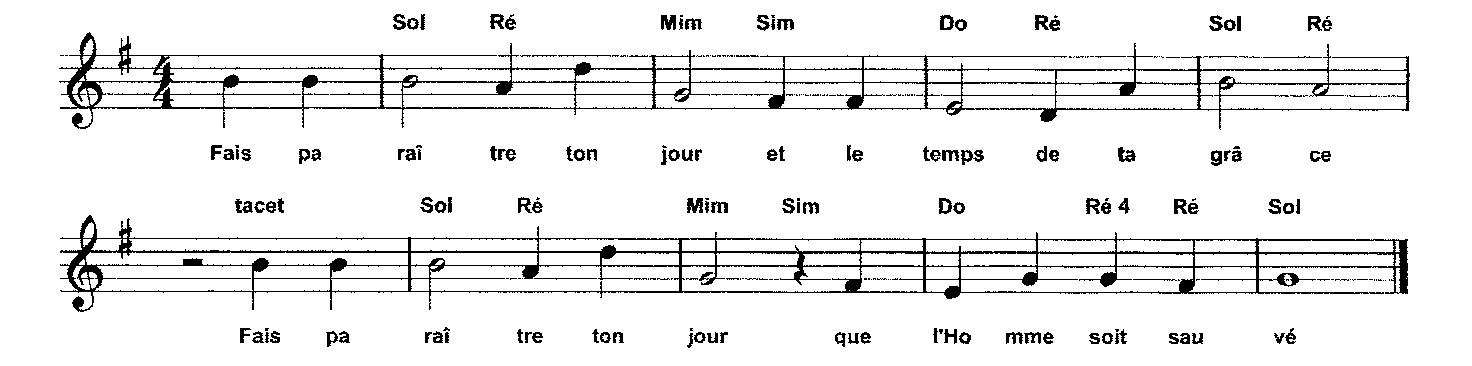 Sol Ré Mim Sim Do Ré Sol Ré
4
4
Fais pa raî tre ton jour et le temps de ta grâ ce
tacet Sol Ré Mim Sim Do Ré 4 Ré Sol
Fais pa raî tre ton jour que l'Ho mme soit sau vé